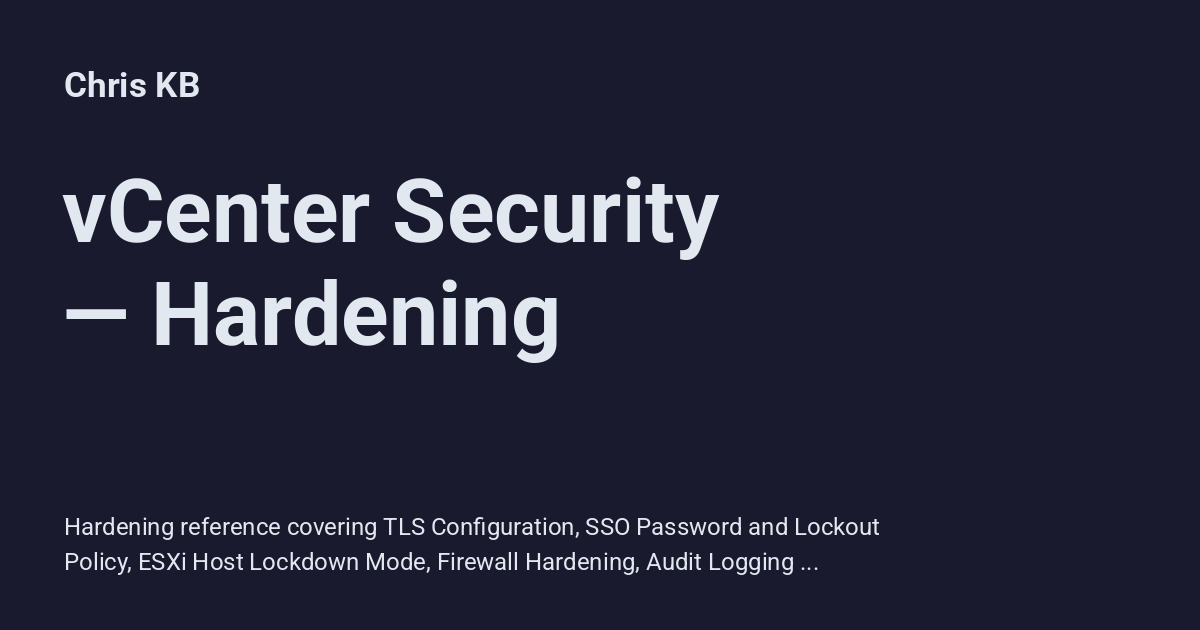 Chris KB
vCenter Security
— Hardening
Hardening reference covering TLS Configuration, SSO Password and Lockout
Policy, ESXi Host Lockdown Mode, Firewall Hardening, Audit Logging ...